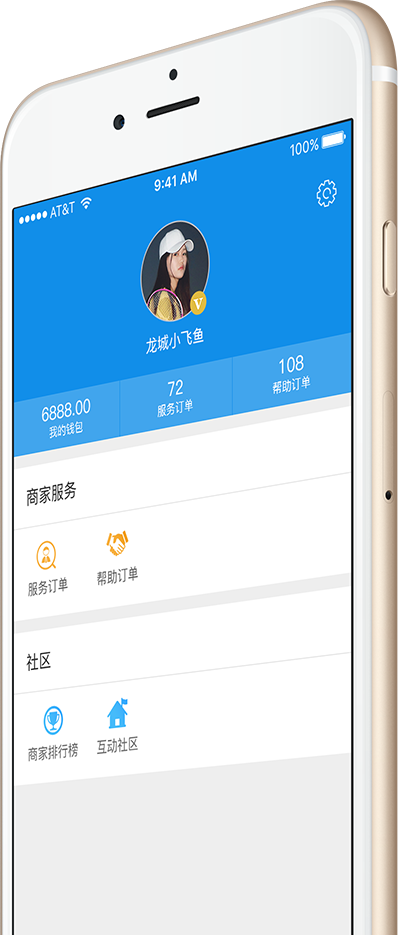 ●●●●● AT&T 9:41 AM 100%
V
龙城小飞鱼
6888.00 72 108
我的钱包 服务订单 帮助订单
商家服务
服务订单 帮助订单
社区
商家排行榜 互动社区